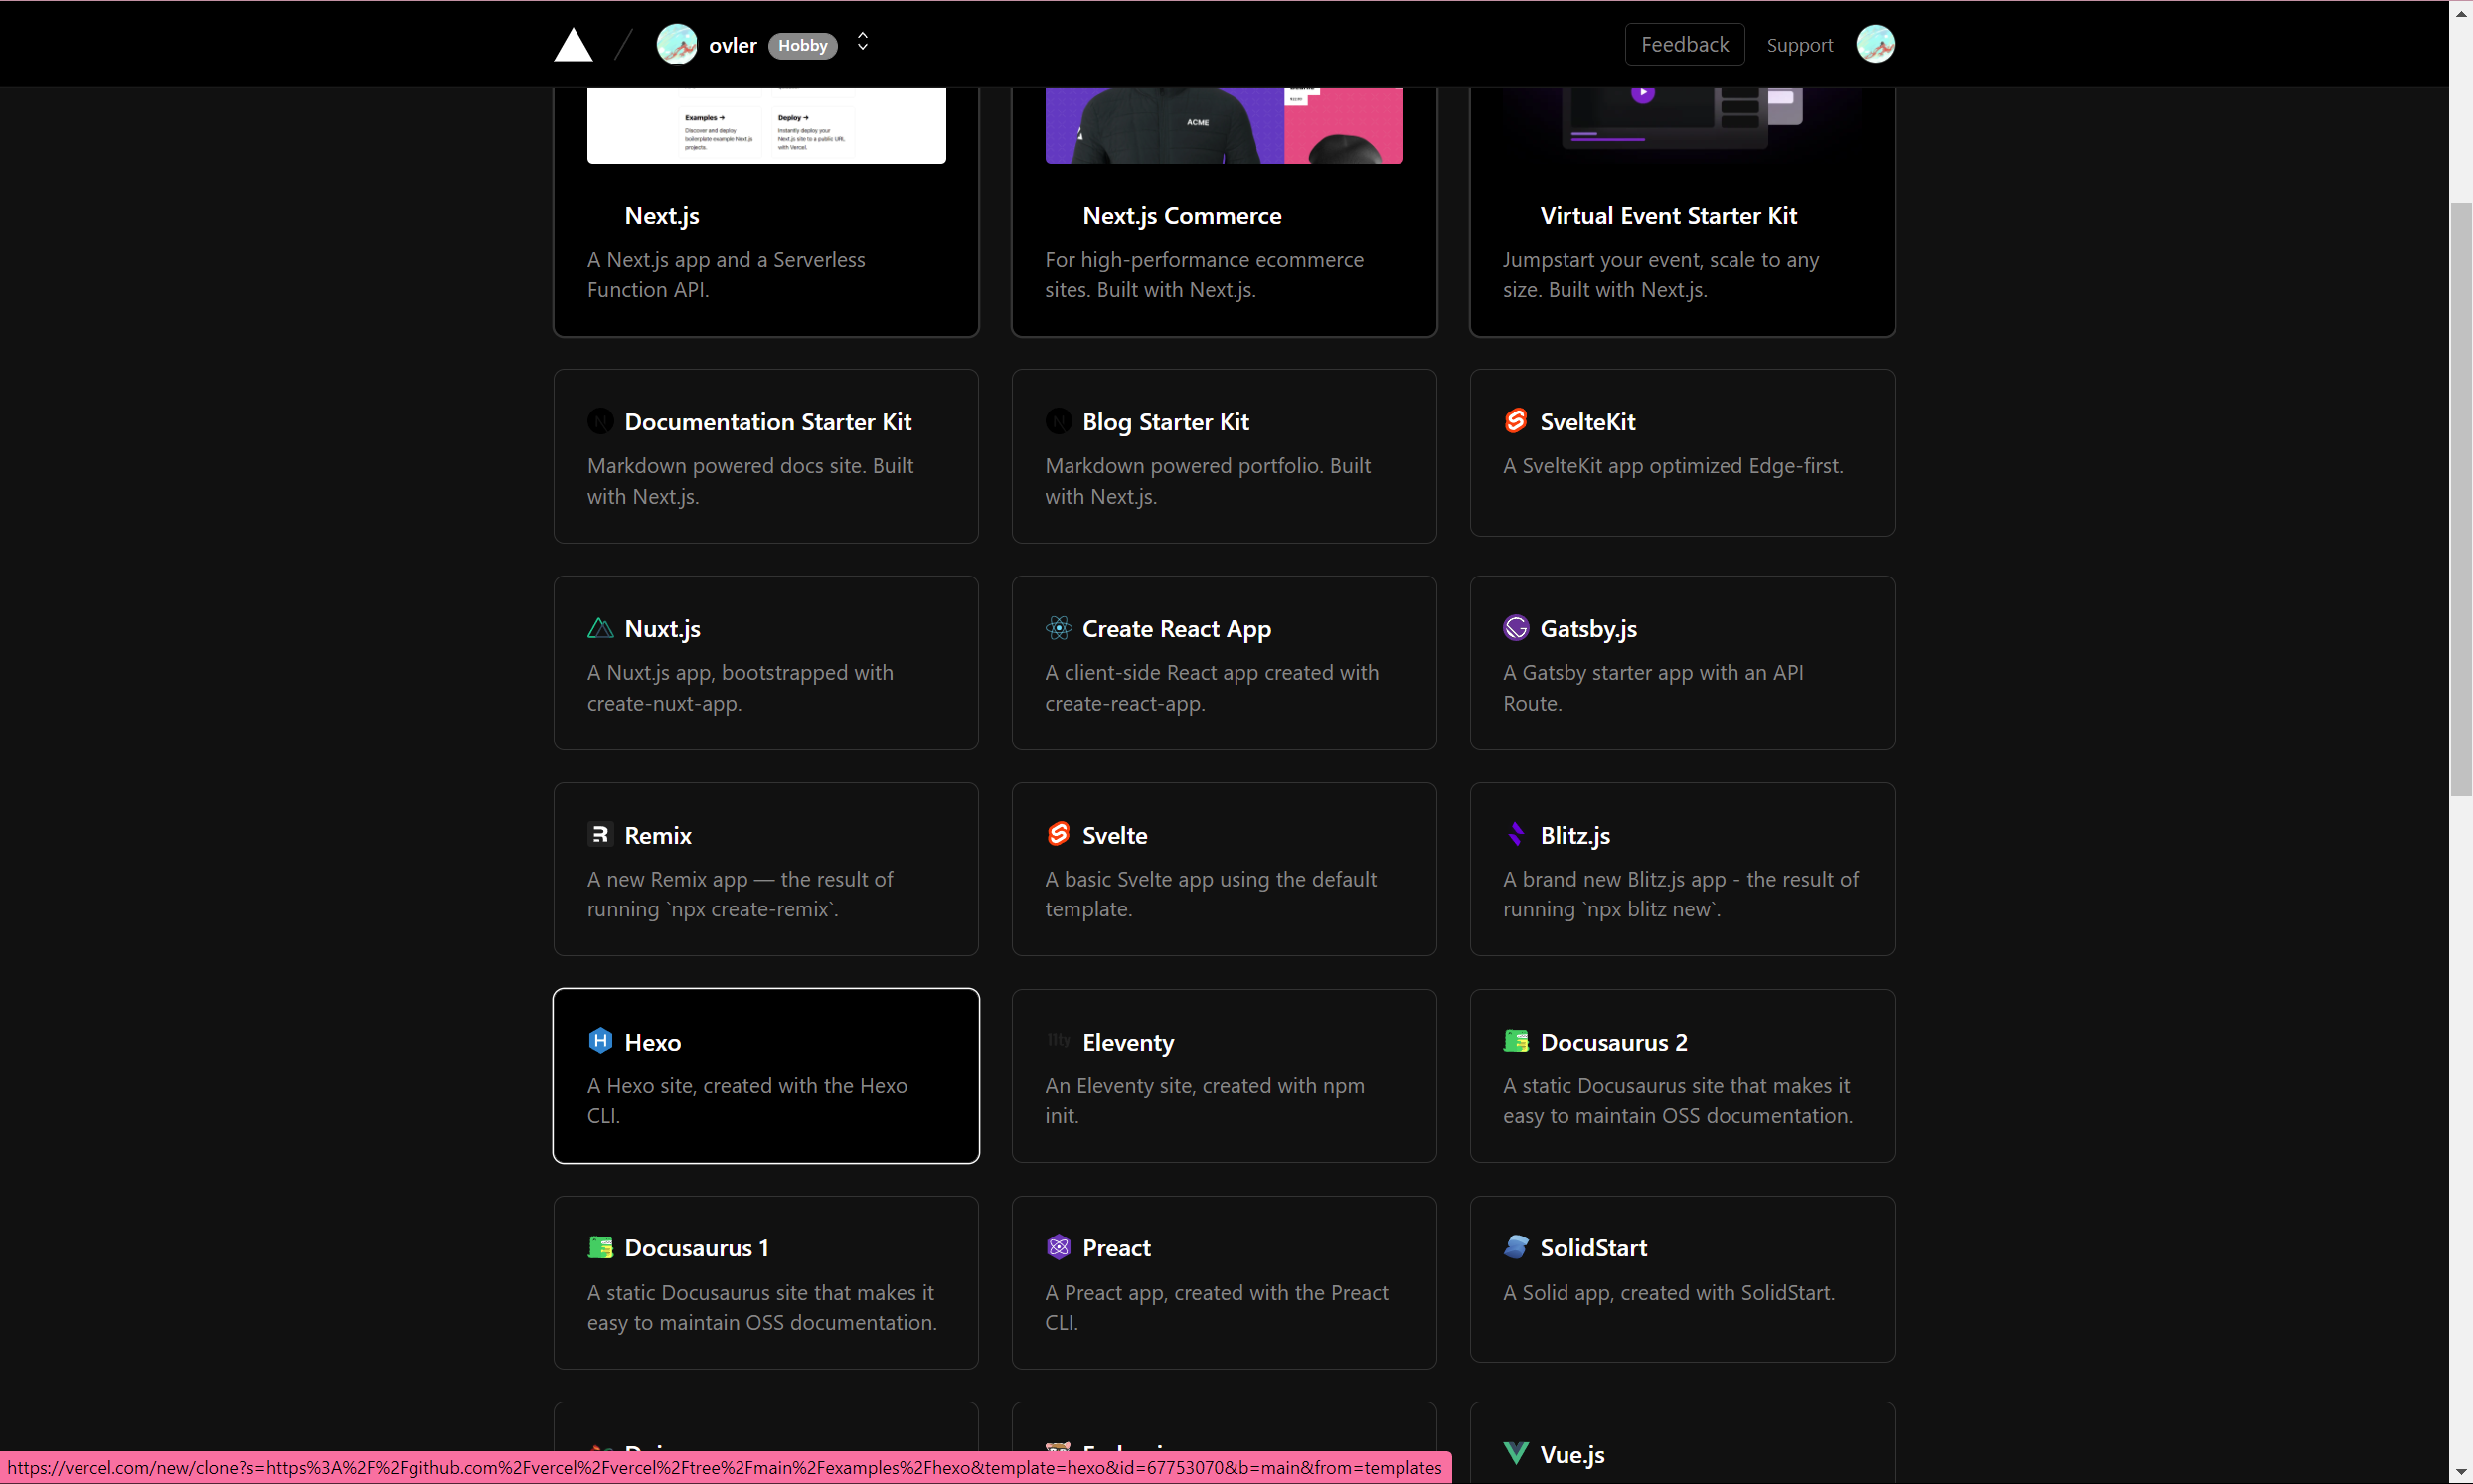 ovler Hobby
Feedback Support
Examples →
Discover and deploy
boilerplate example Next.js
projects.
Deploy →
Instantly deploy your
Next.js site to a public URL
with Vercel.
ACME
Next.js
A Next.js app and a Serverless
Function API.
Next.js Commerce
For high-performance ecommerce
sites. Built with Next.js.
Virtual Event Starter Kit
Jumpstart your event, scale to any
size. Built with Next.js.
Documentation Starter Kit
Markdown powered docs site. Built
with Next.js.
Blog Starter Kit
Markdown powered portfolio. Built
with Next.js.
SvelteKit
A SvelteKit app optimized Edge-first.
Nuxt.js
A Nuxt.js app, bootstrapped with
create-nuxt-app.
Create React App
A client-side React app created with
create-react-app.
Gatsby.js
A Gatsby starter app with an API
Route.
Remix
A new Remix app — the result of
running `npx create-remix`.
Svelte
A basic Svelte app using the default
template.
Blitz.js
A brand new Blitz.js app - the result of
running `npx blitz new`.
Hexo
A Hexo site, created with the Hexo
CLI.
11ty Eleventy
An Eleventy site, created with npm
init.
Docusaurus 2
A static Docusaurus site that makes it
easy to maintain OSS documentation.
Docusaurus 1
A static Docusaurus site that makes it
easy to maintain OSS documentation.
Preact
A Preact app, created with the Preact
CLI.
SolidStart
A Solid app, created with SolidStart.
Vue.js
https://vercel.com/new/clone?s=https%3A%2F%2Fgithub.com%2Fvercel%2Fvercel%2Ftree%2Fmain%2Fexamples%2Fhexo&template=hexo&id=67753070&b=main&from=templates